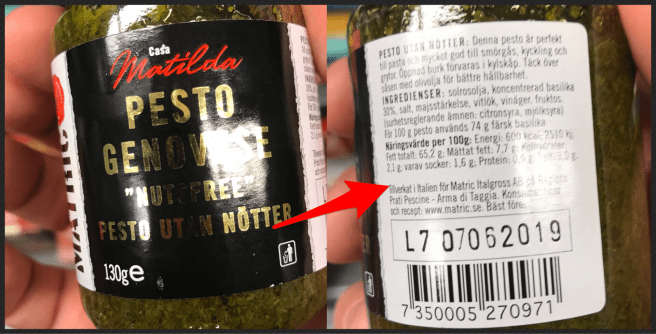 Casa
Matilda
PESTO
GENOVESE
"NUTSFREE"
PESTO UTAN NÖTTER
130g e
MATRIC
PESTO UTAN NÖTTER: Denna pesto är perfekt
till pasta och mycket god till smörgås, kyckling och
grytor. Öppnad burk förvaras i kylskåp. Täck över
såsen med olivolja för bättre hållbarhet.
INGREDIENSER: solrosolja, koncentrerad basilika
30%, salt, majsstärkelse, vitlök, vinäger, fruktos,
(surhetsreglerande ämnen: citronsyra, mjölksyra)
För 100 g pesto används 74 g färsk basilika
Näringsvärde per 100g: Energi: 600 kcal, 2510 kj;
Fett totalt: 65,2 g; Mättat fett: 7,7 g; Kolhydrater
2,1 g; varav socker: 1,6 g; Protein: 0,9 g
Tillverkat i Italien för Matric Italgross AB
Prati Pescine - Arma di Taggia.
och recept: www.matric.se. Bäst före:
L7 07062019
7 350005 270971